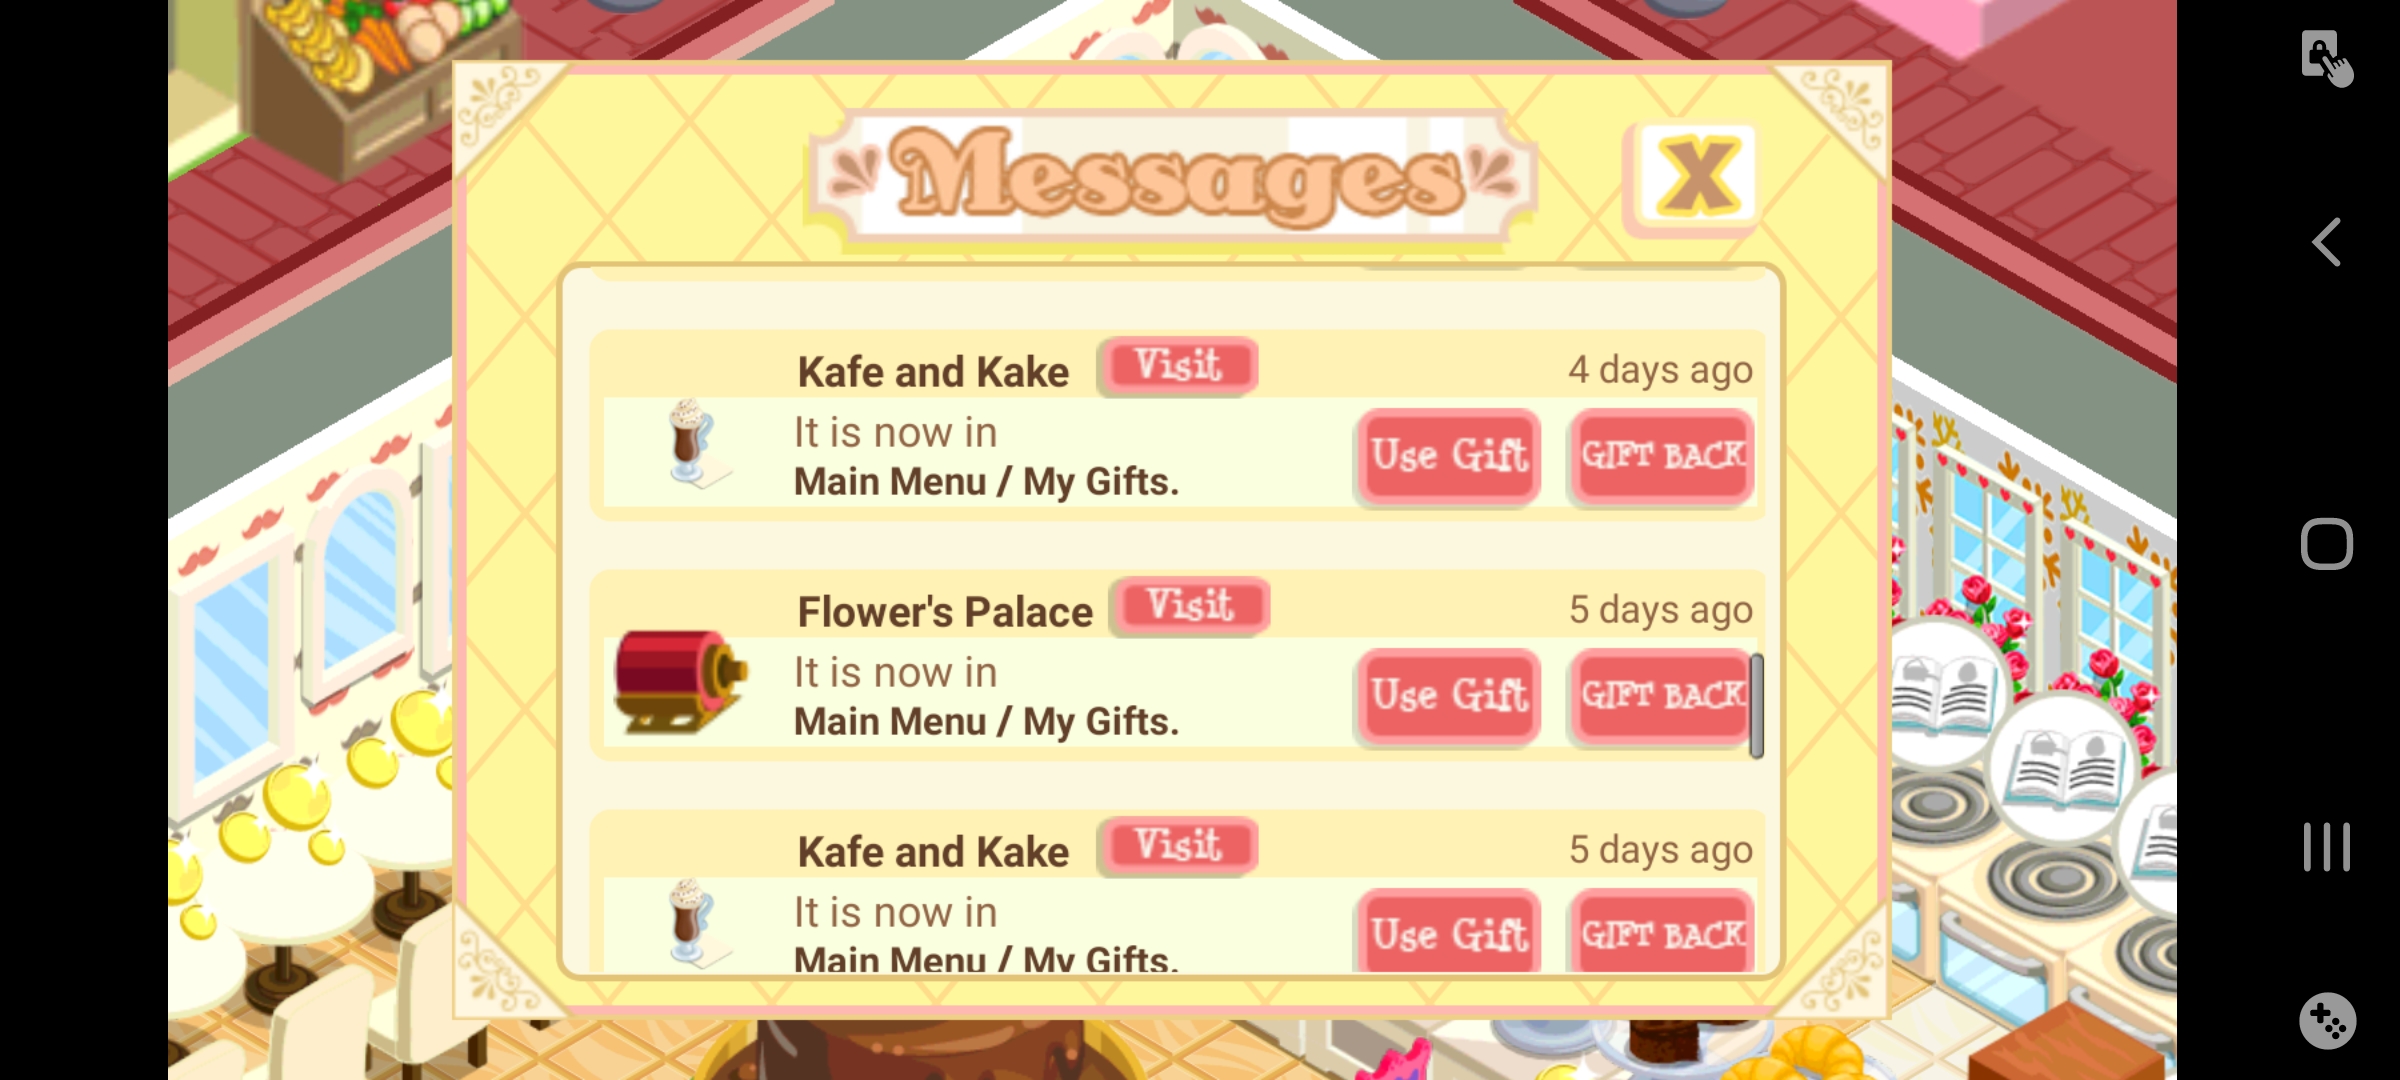 Messages
X
Kafe and Kake Visit 4 days ago
It is now in
Main Menu / My Gifts.
Use Gift GIFT BACK
Flower's Palace Visit 5 days ago
It is now in
Main Menu / My Gifts.
Use Gift GIFT BACK
Kafe and Kake Visit 5 days ago
It is now in
Main Menu / My Gifts.
Use Gift GIFT BACK